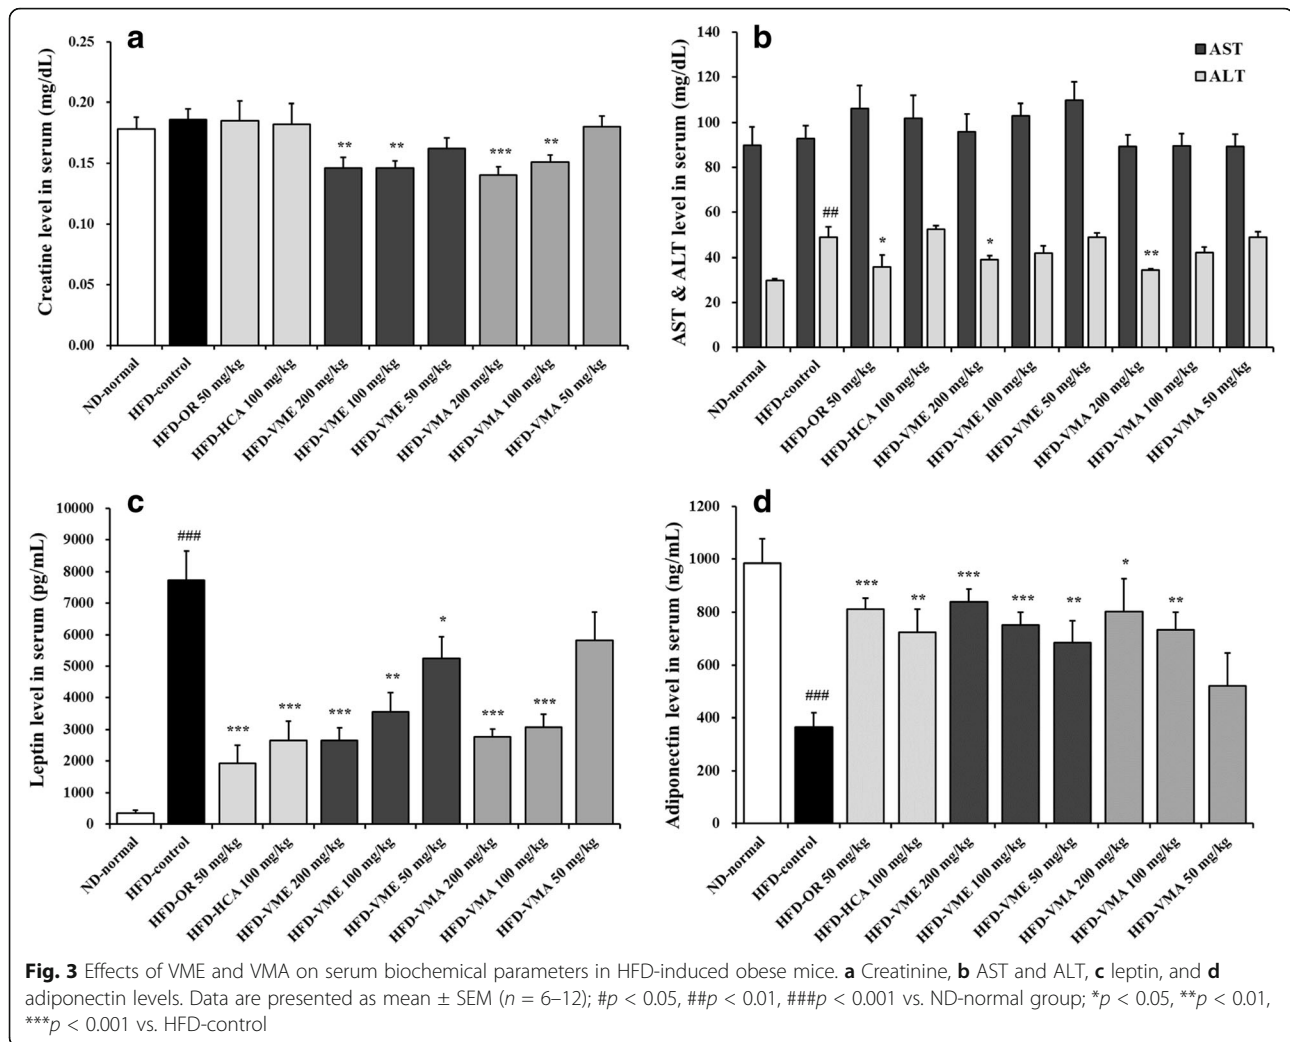 a
Creatine level in serum (mg/dL)
0.25
0.20
0.15
0.10
0.05
0.00
** ** *** **
ND-normal
HFD-control
HFD-OR 50 mg/kg
HFD-HCA 100 mg/kg
HFD-VME 200 mg/kg
HFD-VME 100 mg/kg
HFD-VME 50 mg/kg
HFD-VMA 200 mg/kg
HFD-VMA 100 mg/kg
HFD-VMA 50 mg/kg
b
AST & ALT level in serum (mg/dL)
140
120
100
80
60
40
20
0
AST
ALT
## * * **
ND-normal
HFD-control
HFD-OR 50 mg/kg
HFD-HCA 100 mg/kg
HFD-VME 200 mg/kg
HFD-VME 100 mg/kg
HFD-VME 50 mg/kg
HFD-VMA 200 mg/kg
HFD-VMA 100 mg/kg
HFD-VMA 50 mg/kg
c
Leptin level in serum (pg/mL)
10000
9000
8000
7000
6000
5000
4000
3000
2000
1000
0
### *** *** *** ** * *** ***
ND-normal
HFD-control
HFD-OR 50 mg/kg
HFD-HCA 100 mg/kg
HFD-VME 200 mg/kg
HFD-VME 100 mg/kg
HFD-VME 50 mg/kg
HFD-VMA 200 mg/kg
HFD-VMA 100 mg/kg
HFD-VMA 50 mg/kg
d
Adiponectin level in serum (ng/mL)
1200
1000
800
600
400
200
0
### *** ** *** *** ** * **
ND-normal
HFD-control
HFD-OR 50 mg/kg
HFD-HCA 100 mg/kg
HFD-VME 200 mg/kg
HFD-VME 100 mg/kg
HFD-VME 50 mg/kg
HFD-VMA 200 mg/kg
HFD-VMA 100 mg/kg
HFD-VMA 50 mg/kg
Fig. 3 Effects of VME and VMA on serum biochemical parameters in HFD-induced obese mice. a Creatinine, b AST and ALT, c leptin, and d
adiponectin levels. Data are presented as mean ± SEM (n = 6–12); #p < 0.05, ##p < 0.01, ###p < 0.001 vs. ND-normal group; *p < 0.05, **p < 0.01,
***p < 0.001 vs. HFD-control